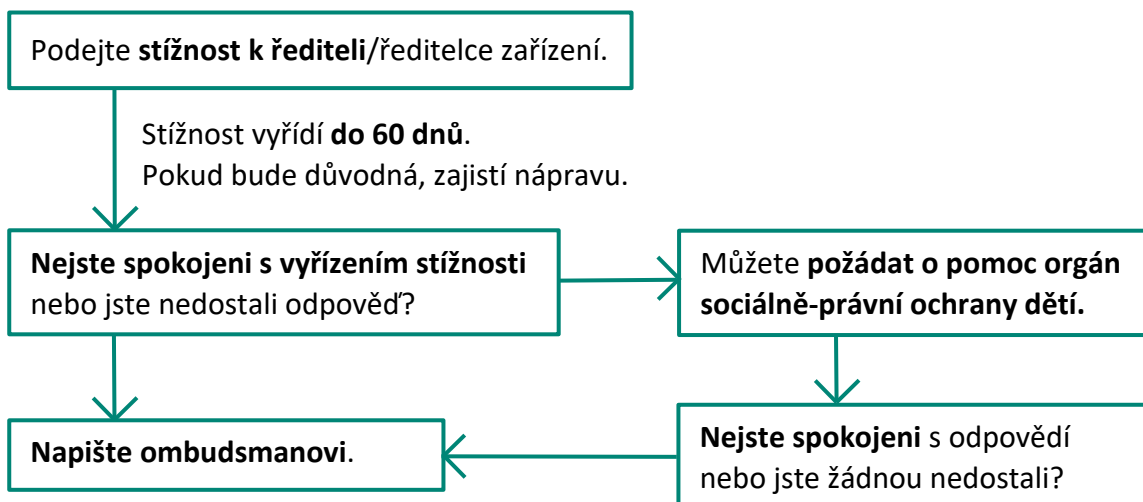 Podejte stížnost k řediteli/ředitelce zařízení.
Stížnost vyřídí do 60 dnů.
Pokud bude důvodná, zajistí nápravu.
Nejste spokojeni s vyřízením stížnosti
nebo jste nedostali odpověď?
Můžete požádat o pomoc orgán
sociálně-právní ochrany dětí.
Nejste spokojeni s odpovědí
nebo jste žádnou nedostali?
Napište ombudsmanovi.